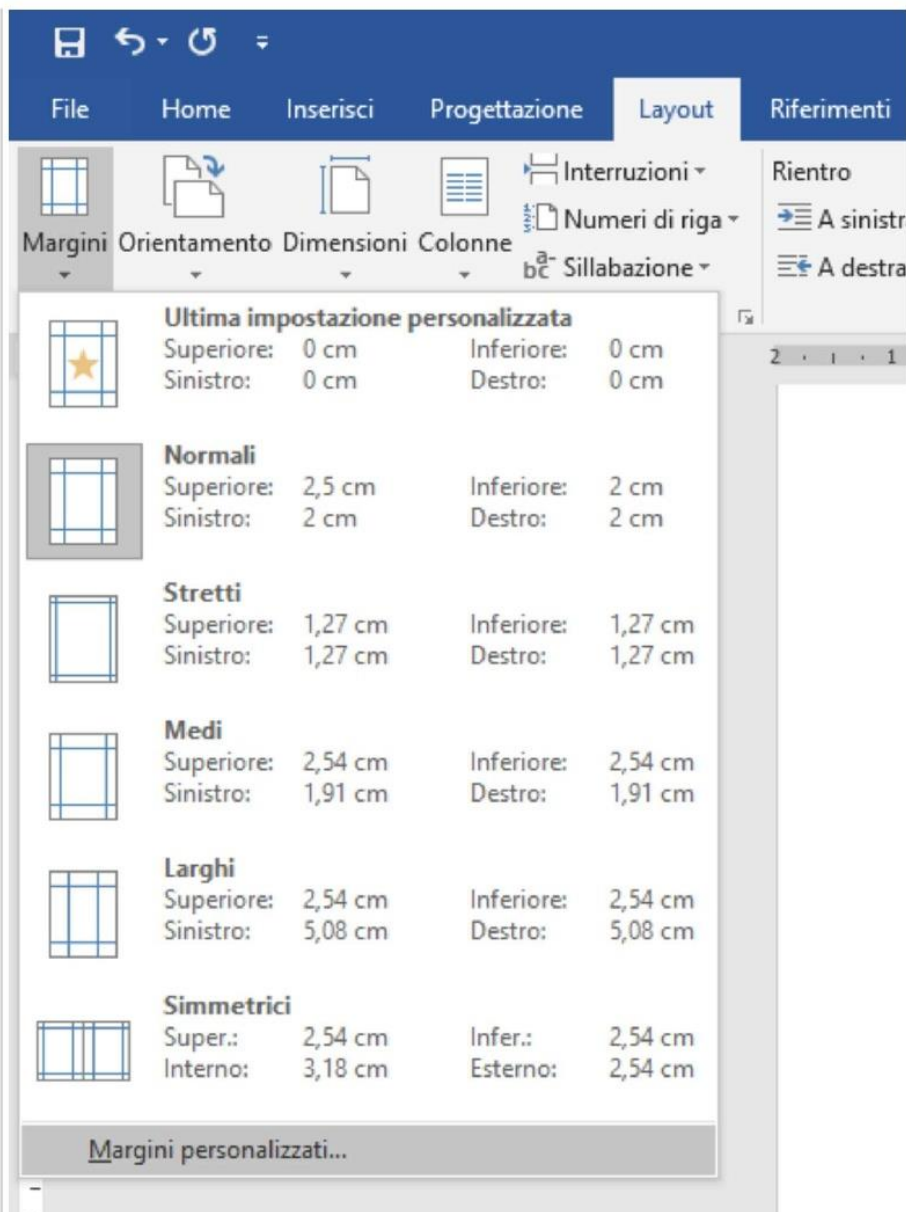 File Home Inserisci Progettazione Layout Riferimenti
Margini Orientamento Dimensioni Colonne
Interruzioni
Numeri di riga
Sillabazione
Rientro
A sinistra
A destra
Ultima impostazione personalizzata
Superiore: 0 cm Inferiore: 0 cm
Sinistro: 0 cm Destro: 0 cm
Normali
Superiore: 2,5 cm Inferiore: 2 cm
Sinistro: 2 cm Destro: 2 cm
Stretti
Superiore: 1,27 cm Inferiore: 1,27 cm
Sinistro: 1,27 cm Destro: 1,27 cm
Medi
Superiore: 2,54 cm Inferiore: 2,54 cm
Sinistro: 1,91 cm Destro: 1,91 cm
Larghi
Superiore: 2,54 cm Inferiore: 2,54 cm
Sinistro: 5,08 cm Destro: 5,08 cm
Simmetrici
Super.: 2,54 cm Infer.: 2,54 cm
Interno: 3,18 cm Esterno: 2,54 cm
Margini personalizzati...
2 1